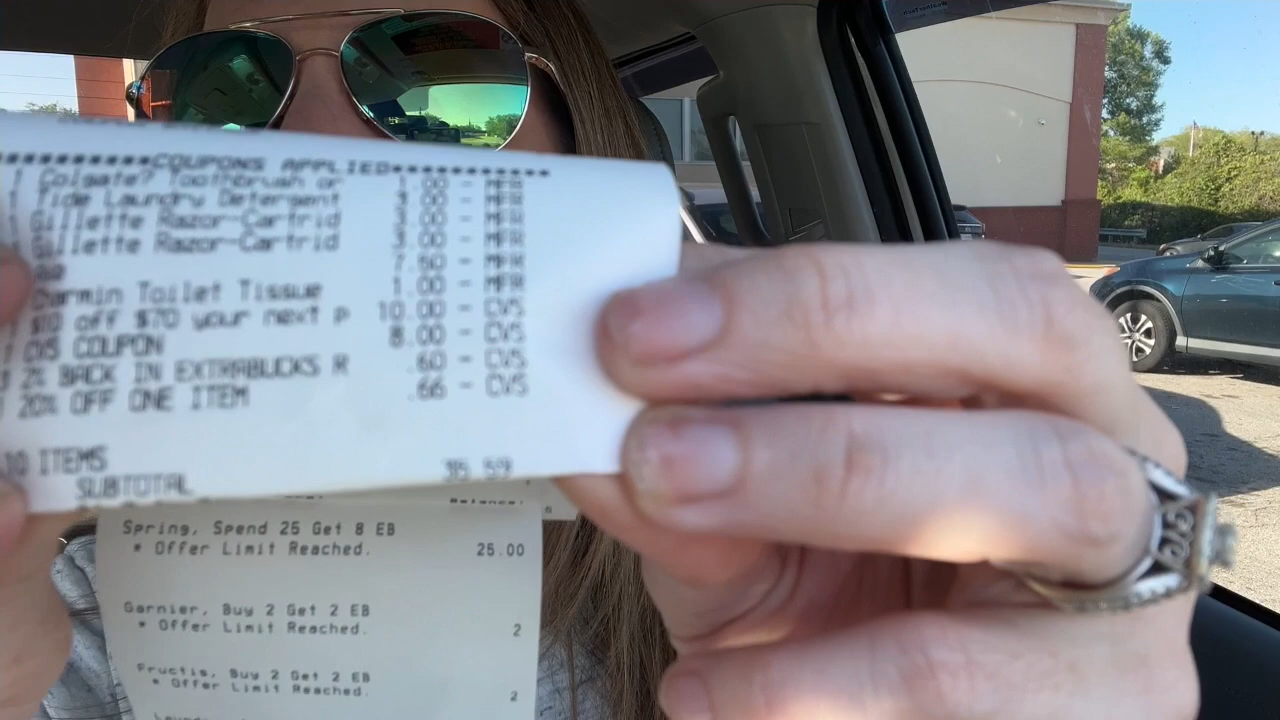 COUPONS APPLIED
Colgate? Toothbrush or 1.00 - MFR
Tide Laundry Detergent 3.00 - MFR
Gillette Razor-Cartrid 3.00 - MFR
Gillette Razor-Cartrid 3.00 - MFR
7.50 - MFR
Charmin Toilet Tissue 1.00 - MFR
$10 off $70 your next p 10.00 - CVS
CVS COUPON 8.00 - CVS
2% BACK IN EXTRABUCKS R .60 - CVS
20% OFF ONE ITEM .66 - CVS
10 ITEMS
SUBTOTAL 35.59
Balance:
Spring, Spend 25 Get 8 EB
* Offer Limit Reached. 25.00
Garnier, Buy 2 Get 2 EB
* Offer Limit Reached. 2
Fructis, Buy 2 Get 2 EB
* Offer Limit Reached. 2